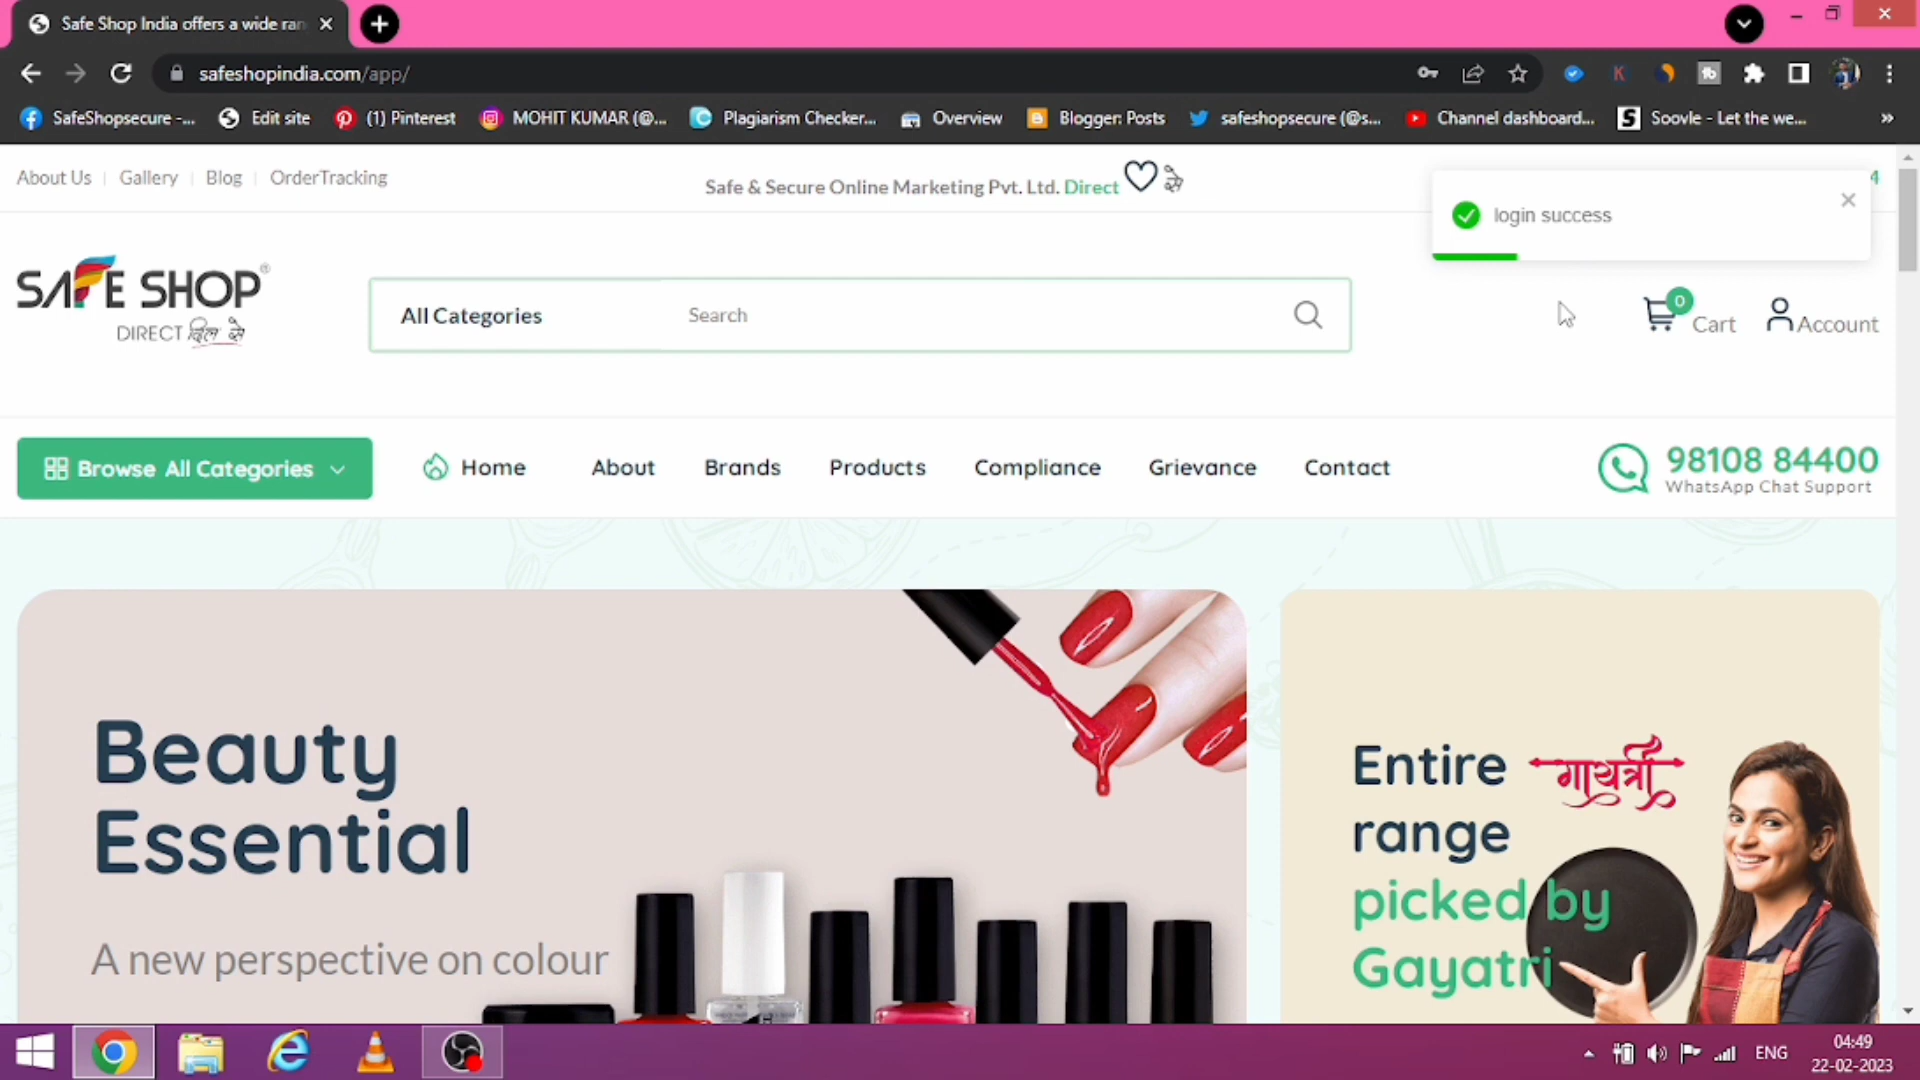 Safe Shop India offers a wide ran
safeshopindia.com/app/
SafeShopsecure -...
Edit site
(1) Pinterest
MOHIT KUMAR (@...
Plagiarism Checker...
Overview
Blogger: Posts
safeshopsecure (@s...
Channel dashboard...
Soovle - Let the we...
About Us
Gallery
Blog
OrderTracking
Safe & Secure Online Marketing Pvt. Ltd. Direct से
4
login success
SAFE SHOP®
DIRECT दिल से
All Categories
Search
0
Cart
Account
Browse All Categories
Home
About
Brands
Products
Compliance
Grievance
Contact
98108 84400
WhatsApp Chat Support
Beauty
Essential
A new perspective on colour
Entire गायत्री
range
picked by
Gayatri
ENG
04:49
22-02-2023